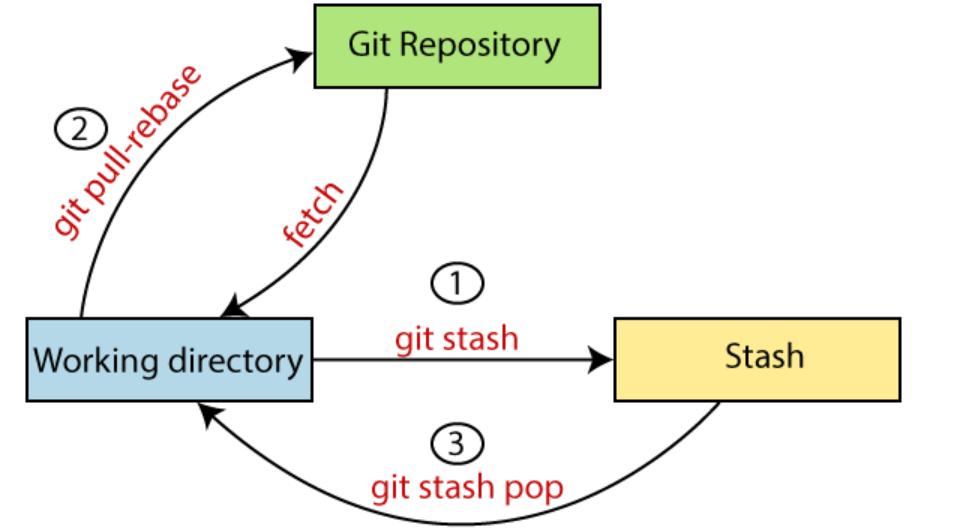 Git Repository
2
git pull-rebase
fetch
1
git stash
Working directory
Stash
3
git stash pop